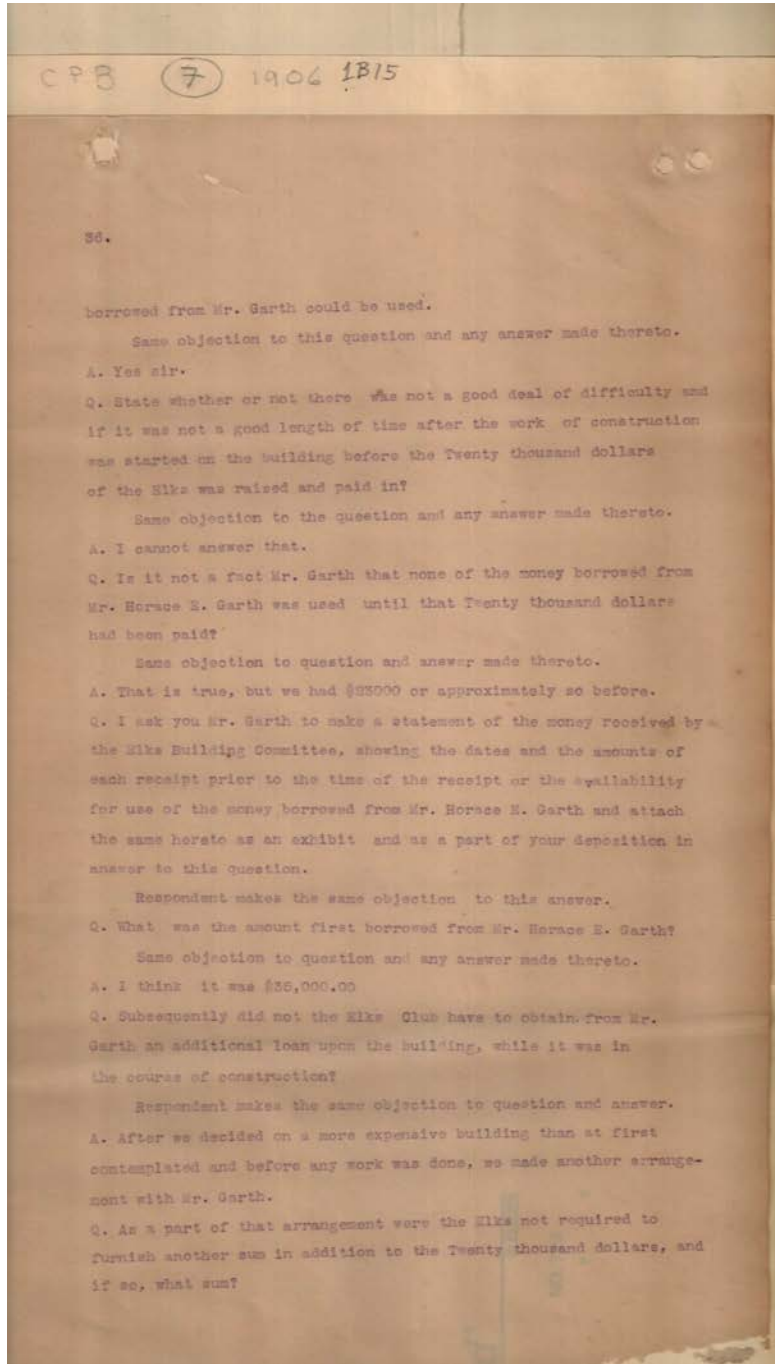 CPB 7 1906 1B15
36.
borrowed from Mr. Garth could be used.
Same objection to this question and any answer made thereto.
A. Yes sir.
Q. State whether or not there was not a good deal of difficulty and
if it was not a good length of time after the work of construction
was started on the building before the Twenty thousand dollars
of the Elks was raised and paid in?
Same objection to the question and any answer made thereto.
A. I cannot answer that.
Q. Is it not a fact Mr. Garth that none of the money borrowed from
Mr. Horace E. Garth was used until that Twenty thousand dollars
had been paid?
Same objection to question and answer made thereto.
A. That is true, but we had or approximately so before.
Q. I ask you Mr. Garth to make a statement of the money received by
the Elks Building Committee, showing the dates and the amounts of
each receipt prior to the time of the receipt or the availability
for use of the money borrowed from Mr. Horace E. Garth and attach
the same hereto as an exhibit and as a part of your deposition in
answer to this question.
Respondent makes the same objection to this answer.
Q. What was the amount first borrowed from Mr. Horace E. Garth?
Same objection to question and any answer made thereto.
A. I think it was $35,000.00
Q. Subsequently did not the Elks Club have to obtain from Mr.
Garth an additional loan upon the building, while it was in
the course of construction?
Respondent makes the same objection to question and answer.
A. After we decided on a more expensive building than at first
contemplated and before any work was done, we made another arrange-
ment with Mr. Garth.
Q. As a part of that arrangement were the Elks not required to
furnish another sum in addition to the Twenty thousand dollars, and
if so, what sum?